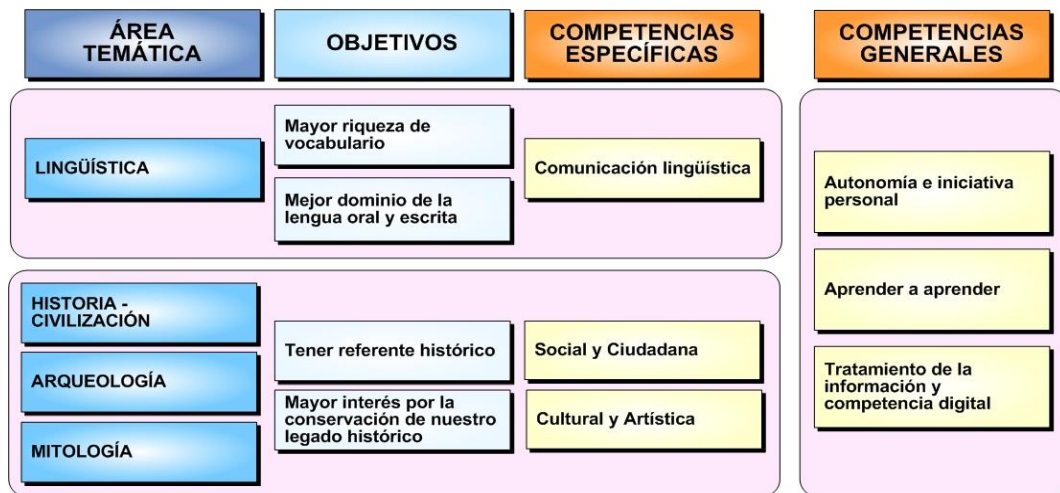 ÁREA
TEMÁTICA
OBJETIVOS
COMPETENCIAS
ESPECÍFICAS
COMPETENCIAS
GENERALES
LINGÜÍSTICA
Mayor riqueza de
vocabulario
Mejor dominio de la
lengua oral y escrita
Comunicación lingüística
HISTORIA -
CIVILIZACIÓN
ARQUEOLOGÍA
MITOLOGÍA
Tener referente histórico
Mayor interés por la
conservación de nuestro
legado histórico
Social y Ciudadana
Cultural y Artística
Autonomía e iniciativa
personal
Aprender a aprender
Tratamiento de la
información y
competencia digital